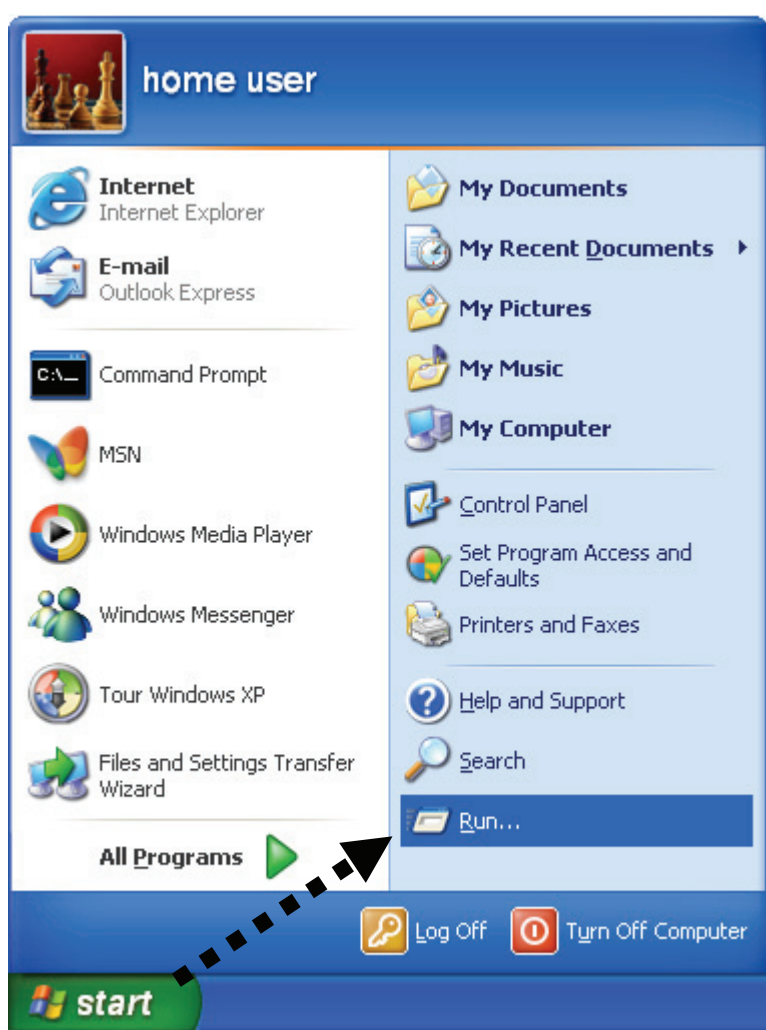 home user
Internet
Internet Explorer
E-mail
Outlook Express
C:\_
Command Prompt
MSN
Windows Media Player
Windows Messenger
Tour Windows XP
Files and Settings Transfer
Wizard
All Programs
My Documents
My Recent Documents
My Pictures
My Music
My Computer
Control Panel
Set Program Access and
Defaults
Printers and Faxes
Help and Support
Search
Run...
Log Off
Turn Off Computer
start